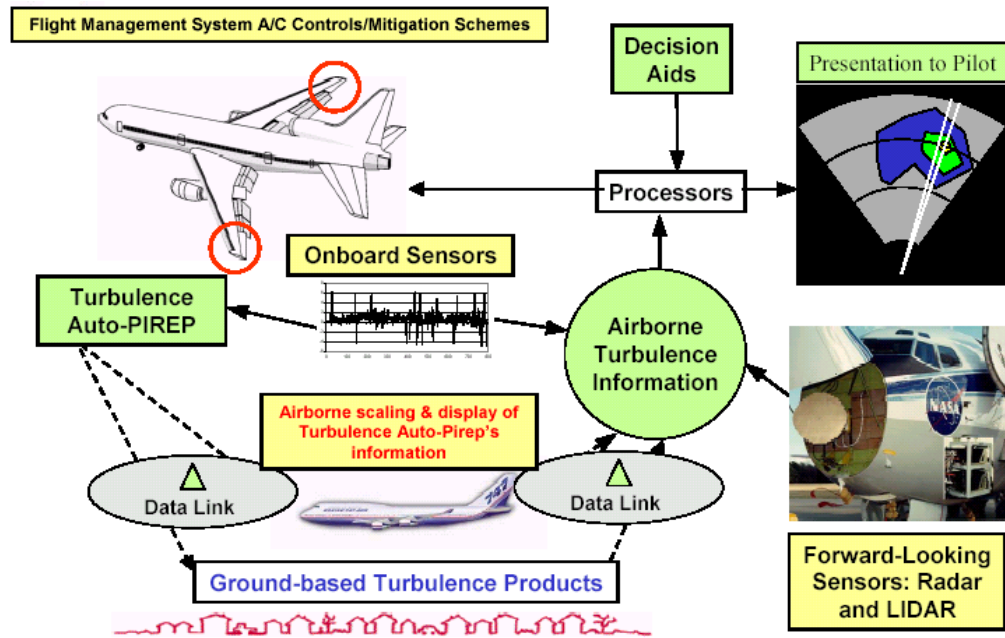 Flight Management System A/C Controls/Mitigation Schemes
Decision
Aids
Presentation to Pilot
Processors
Onboard Sensors
Turbulence
Auto-PIREP
Airborne
Turbulence
Information
NASA
Airborne scaling & display of
Turbulence Auto-Pirep's
information
747
Data Link
Data Link
Ground-based Turbulence Products
Forward-Looking
Sensors: Radar
and LIDAR